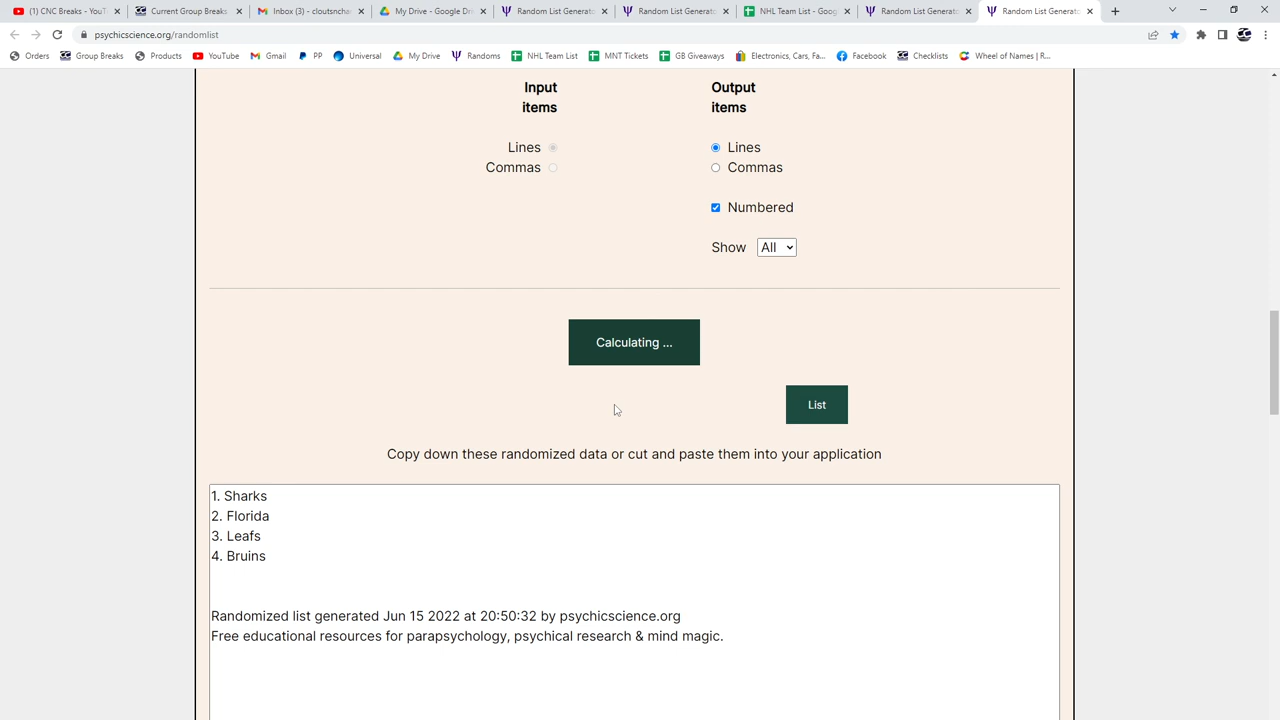 (1) CNC Breaks - YouT
Current Group Breaks
Inbox (3) - cloutsncha
My Drive - Google Dr
Random List Generato
Random List Generato
NHL Team List - Goog
Random List Generato
Random List Generato
psychicscience.org/randomlist
Orders
Group Breaks
Products
YouTube
Gmail
PP
Universal
My Drive
Randoms
NHL Team List
MNT Tickets
GB Giveaways
Electronics, Cars, Fa...
Facebook
Checklists
Wheel of Names | R...
Input
items
Output
items
Lines
Lines
Commas
Commas
Numbered
Show All
Calculating ...
List
Copy down these randomized data or cut and paste them into your application
1. Sharks
2. Florida
3. Leafs
4. Bruins
Randomized list generated Jun 15 2022 at 20:50:32 by psychicscience.org
Free educational resources for parapsychology, psychical research & mind magic.